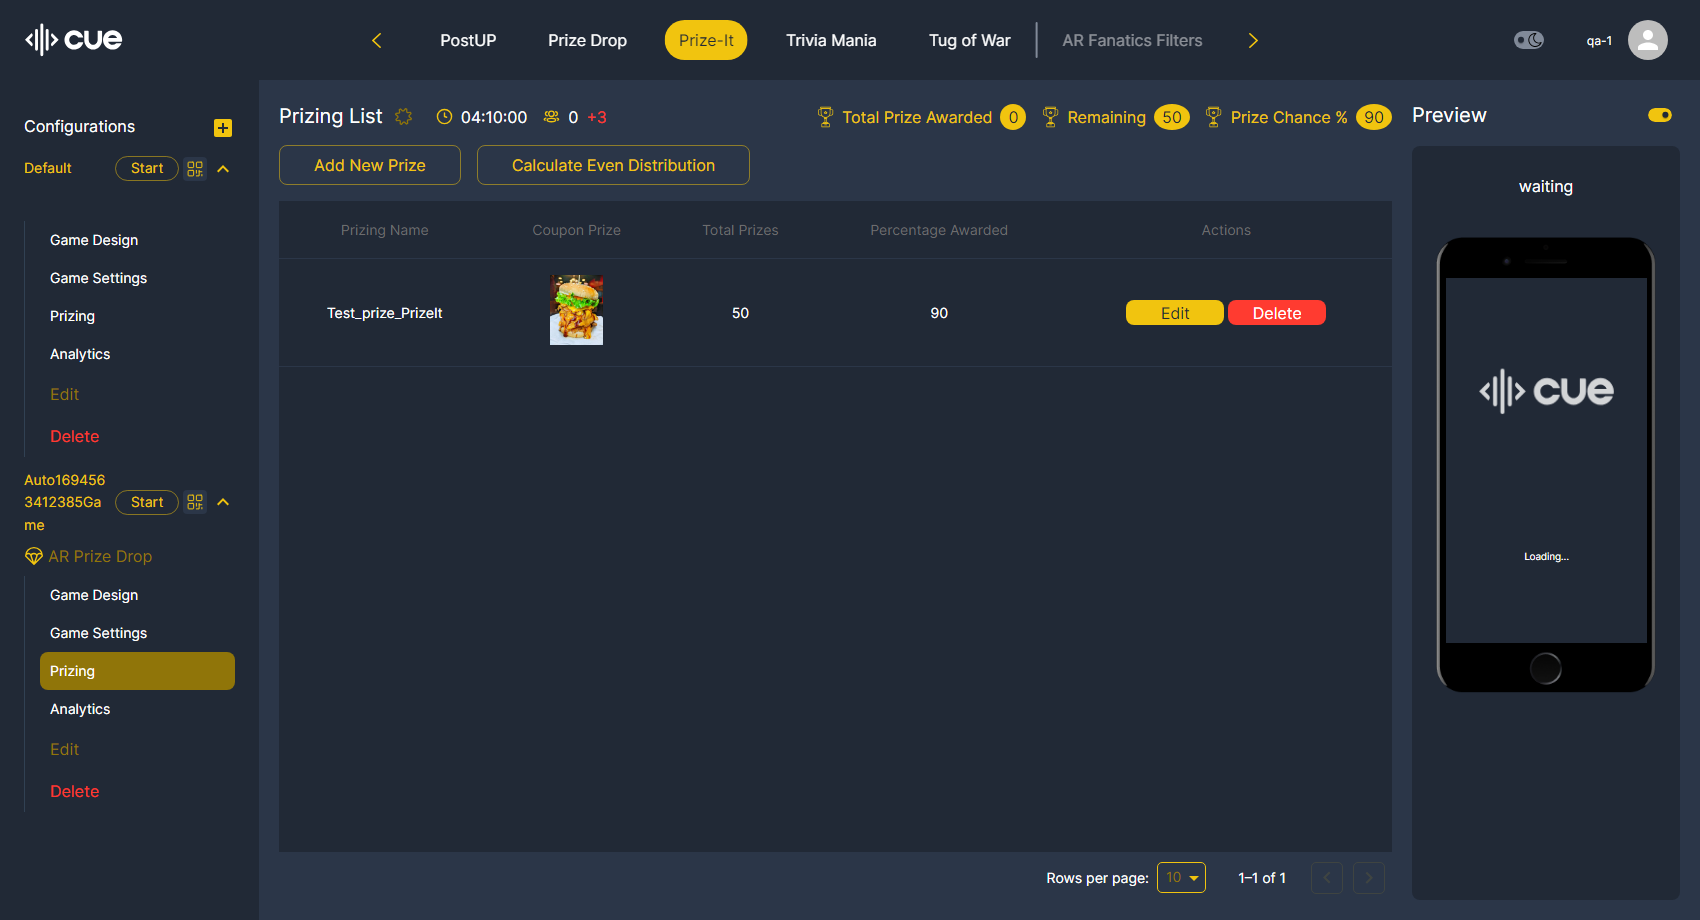 cue
PostUP
Prize Drop
Prize-It
Trivia Mania
Tug of War
AR Fanatics Filters
qa-1
Configurations
Default
Start
Game Design
Game Settings
Prizing
Analytics
Edit
Delete
Auto169456
3412385Ga
me
Start
AR Prize Drop
Game Design
Game Settings
Prizing
Analytics
Edit
Delete
Prizing List
04:10:00
0 +3
Total Prize Awarded 0
Remaining 50
Prize Chance % 90
Add New Prize
Calculate Even Distribution
Prizing Name Coupon Prize Total Prizes Percentage Awarded Actions
Test_prize_PrizeIt 50 90 Edit Delete
Rows per page: 10 1–1 of 1
Preview
waiting
cue
Loading...